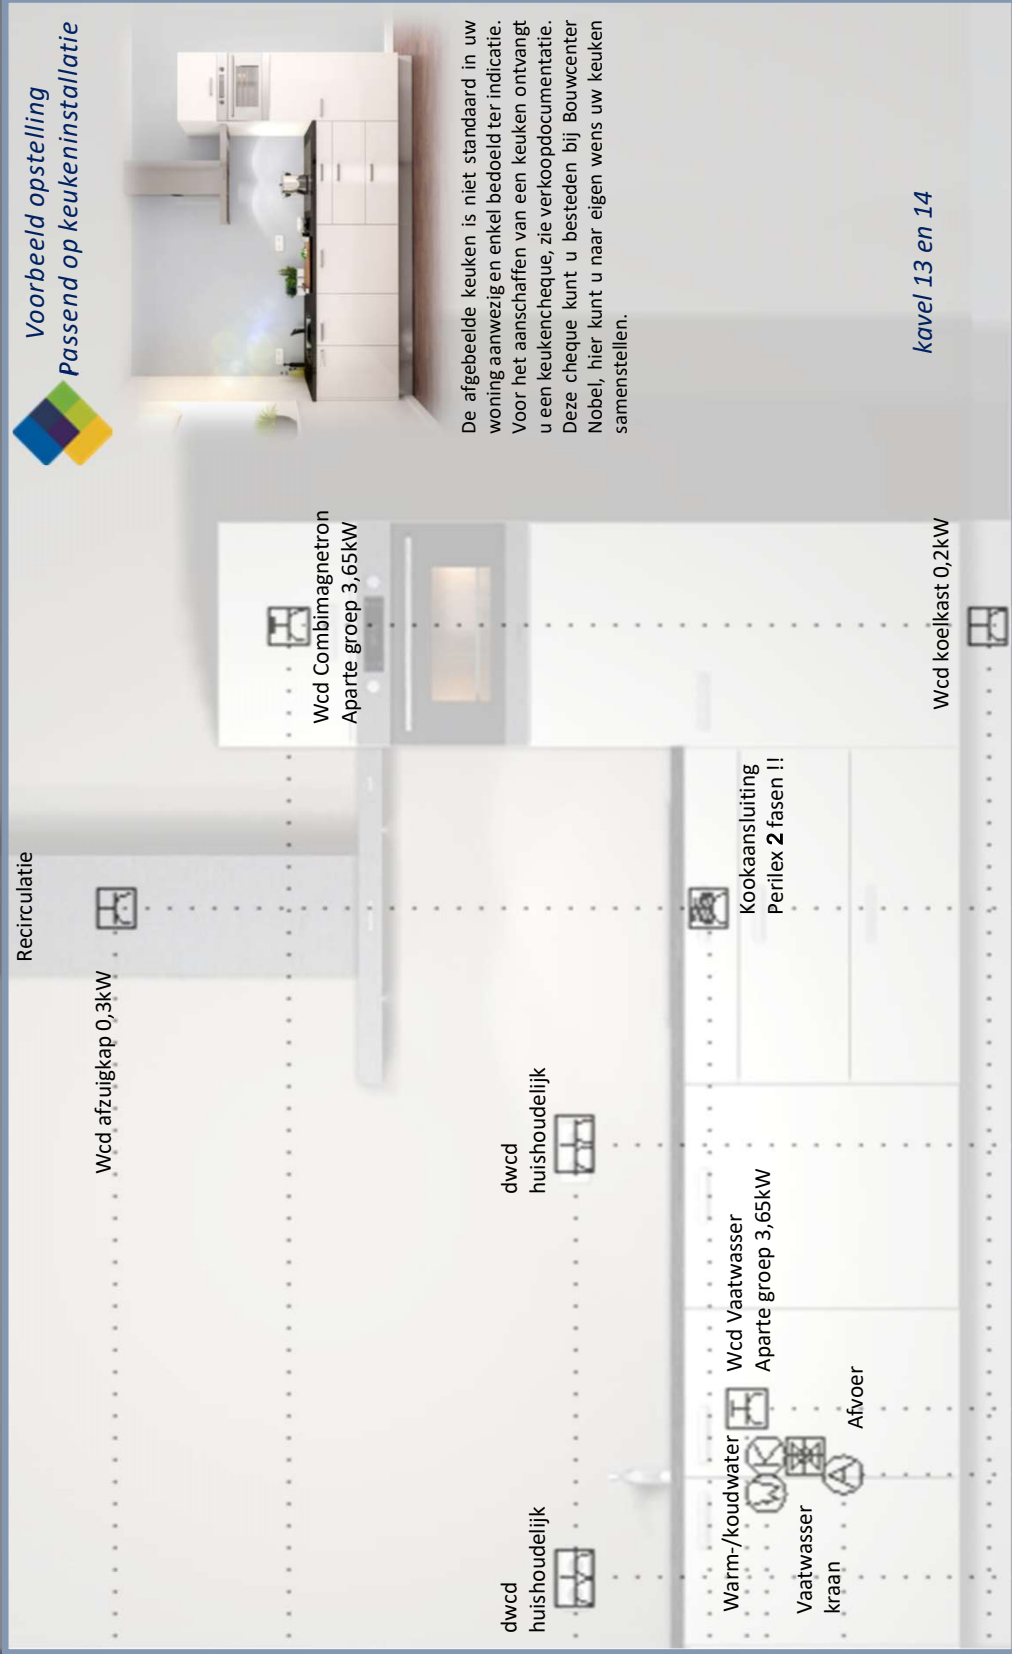 Voorbeeld opstelling
Passend op keukeninstallatie
De afgebeelde keuken is niet standaard in uw
woning aanwezig en enkel bedoeld ter indicatie.
Voor het aanschaffen van een keuken ontvangt
u een keukencheque, zie verkoopdocumentatie.
Deze cheque kunt u besteden bij Bouwcenter
Nobel, hier kunt u naar eigen wens uw keuken
samenstellen.
kavel 13 en 14
Recirculatie
Wcd afzuigkap 0,3kW
Wcd Combimagnetron
Aparte groep 3,65kW
dwcd
huishoudelijk
dwcd
huishoudelijk
Kookaansluiting
Perilex 2 fasen !!
Wcd Vaatwasser
Aparte groep 3,65kW
Warm-/koudwater
W
K
A
Vaatwasser
kraan
Afvoer
Wcd koelkast 0,2kW